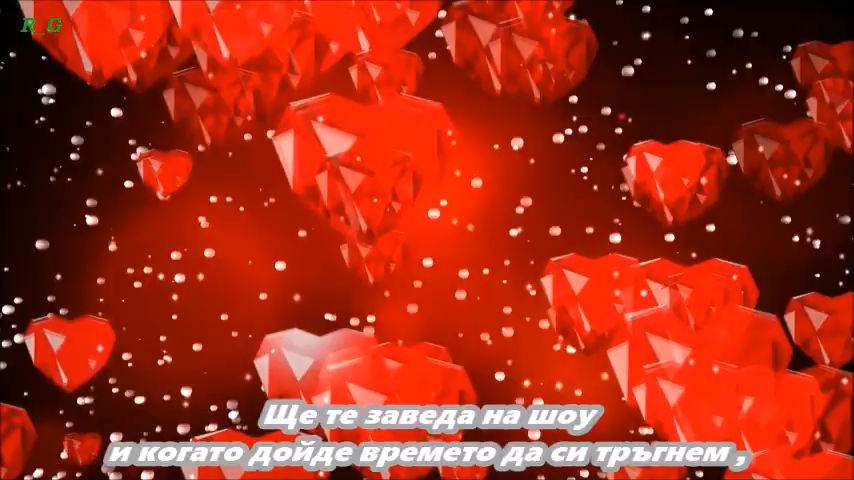 R_G
Ще те заведа на шоу
и когато дойде времето да си тръгнем ,